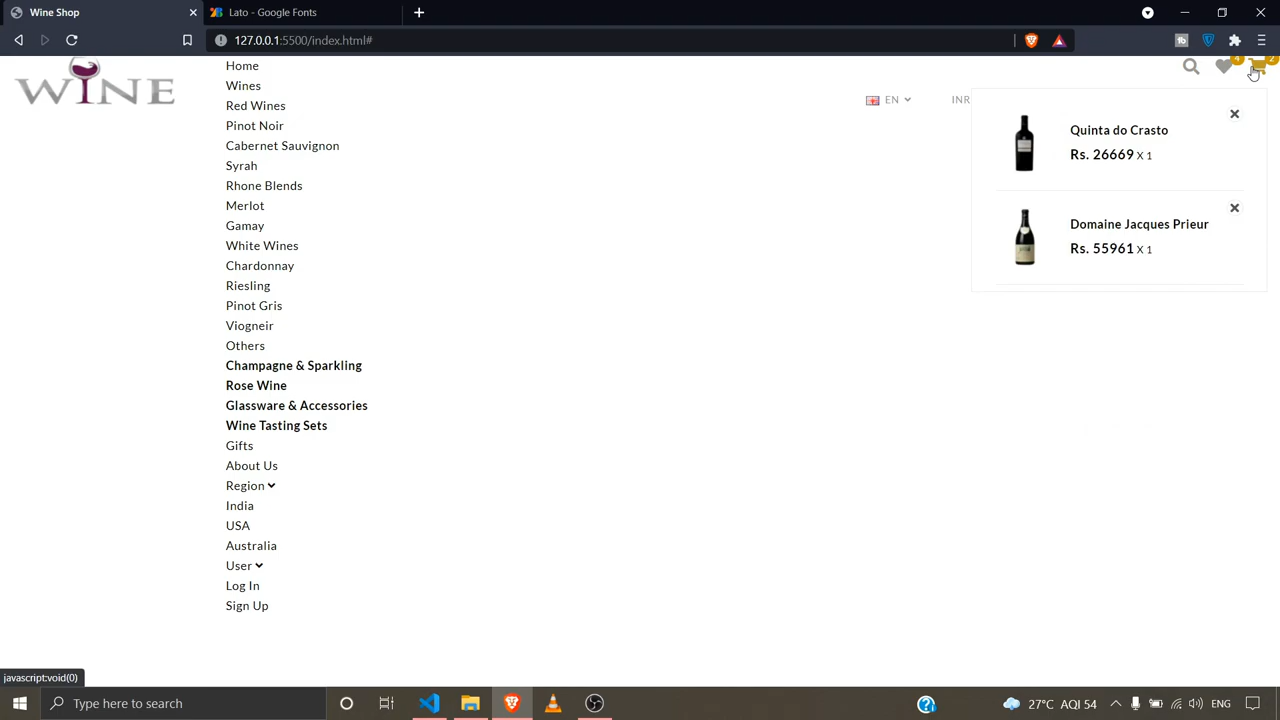 Wine Shop
Lato - Google Fonts
127.0.0.1:5500/index.html#
WINE
Home
Wines
Red Wines
Pinot Noir
Cabernet Sauvignon
Syrah
Rhone Blends
Merlot
Gamay
White Wines
Chardonnay
Riesling
Pinot Gris
Viogneir
Others
Champagne & Sparkling
Rose Wine
Glassware & Accessories
Wine Tasting Sets
Gifts
About Us
Region
India
USA
Australia
User
Log In
Sign Up
EN
INR
4
2
Quinta do Crasto
Rs. 26669 X 1
Domaine Jacques Prieur
Rs. 55961 X 1
javascript:void(0)
Type here to search
27°C AQI 54
ENG